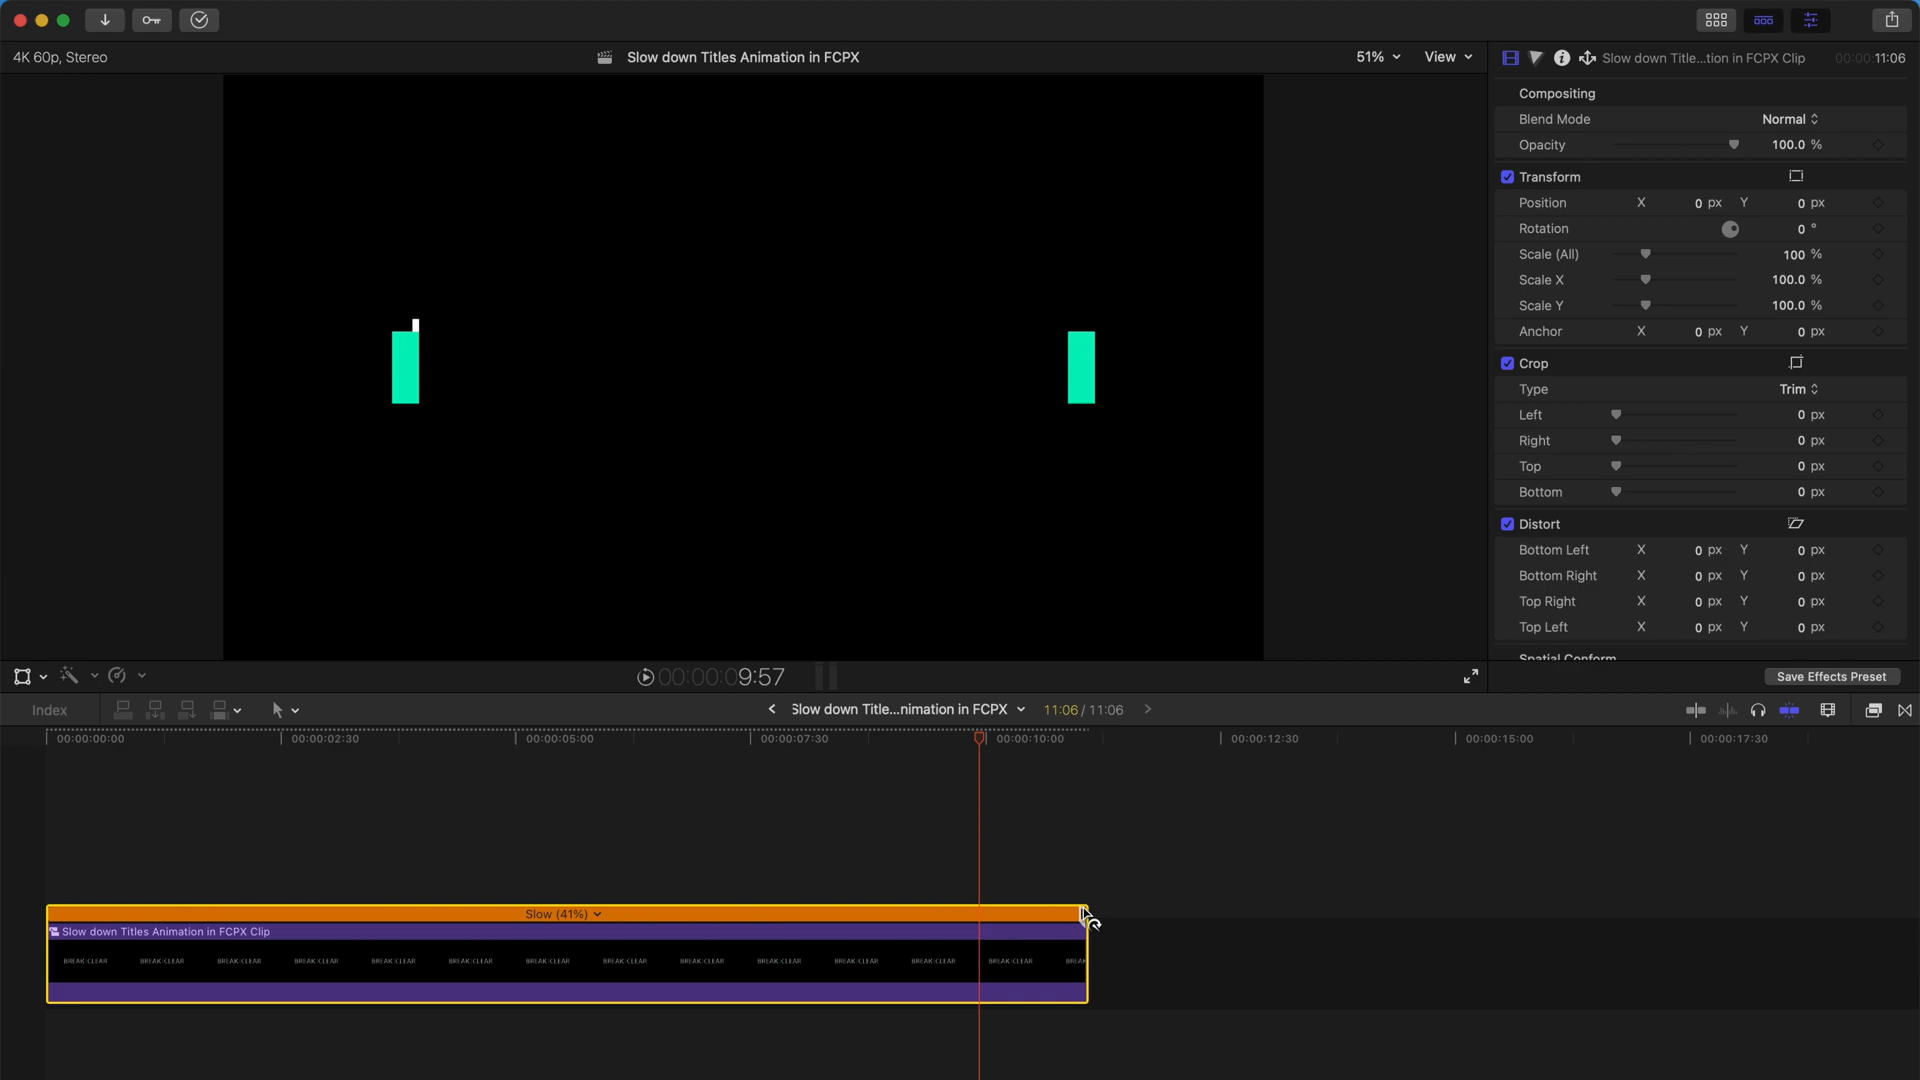 4K 60p, Stereo
Slow down Titles Animation in FCPX
51%
View
Slow down Title...tion in FCPX Clip
00:00:11:06
Compositing
Blend Mode
Normal
Opacity
100.0 %
Transform
Position X 0 px Y 0 px
Rotation 0 °
Scale (All) 100 %
Scale X 100.0 %
Scale Y 100.0 %
Anchor X 0 px Y 0 px
Crop
Type Trim
Left 0 px
Right 0 px
Top 0 px
Bottom 0 px
Distort
Bottom Left X 0 px Y 0 px
Bottom Right X 0 px Y 0 px
Top Right X 0 px Y 0 px
Top Left X 0 px Y 0 px
Spatial Conform
00:00:09:57
Save Effects Preset
Index
Slow down Title...nimation in FCPX
11:06 / 11:06
00:00:00:00
00:00:02:30
00:00:05:00
00:00:07:30
00:00:10:00
00:00:12:30
00:00:15:00
00:00:17:30
Slow (41%)
Slow down Titles Animation in FCPX Clip
BREAK:CLEAR BREAK:CLEAR BREAK:CLEAR BREAK:CLEAR BREAK:CLEAR BREAK:CLEAR BREAK:CLEAR BREAK:CLEAR BREAK:CLEAR BREAK:CLEAR BREAK:CLEAR BREAK:CLEAR BREAK:CLEAR BREAK